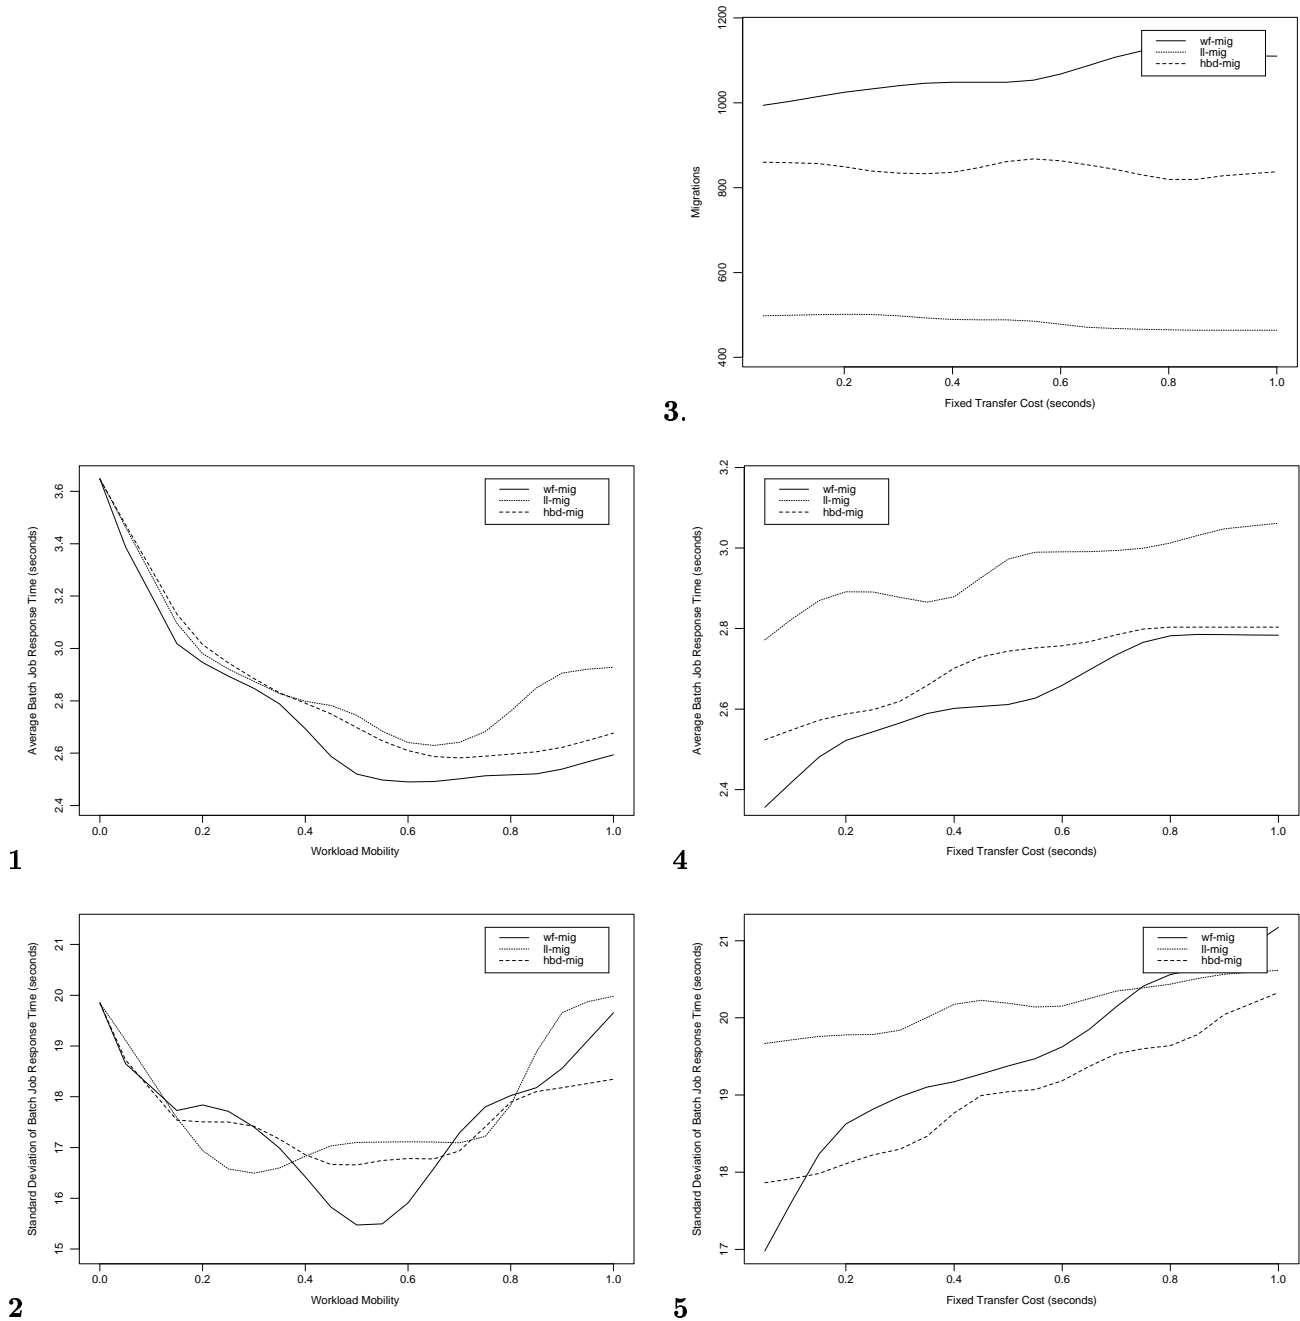 1200
1000
800
600
400
Migrations
wf-mig
ll-mig
hbd-mig
0.2 0.4 0.6 0.8 1.0
Fixed Transfer Cost (seconds)
3.
3.6
3.4
3.2
3.0
2.8
2.6
2.4
Average Batch Job Response Time (seconds)
wf-mig
ll-mig
hbd-mig
0.0 0.2 0.4 0.6 0.8 1.0
Workload Mobility
1
3.2
3.0
2.8
2.6
2.4
Average Batch Job Response Time (seconds)
wf-mig
ll-mig
hbd-mig
0.2 0.4 0.6 0.8 1.0
Fixed Transfer Cost (seconds)
4
21
20
19
18
17
16
15
Standard Deviation of Batch Job Response Time (seconds)
wf-mig
ll-mig
hbd-mig
0.0 0.2 0.4 0.6 0.8 1.0
Workload Mobility
2
21
20
19
18
17
Standard Deviation of Batch Job Response Time (seconds)
wf-mig
ll-mig
hbd-mig
0.2 0.4 0.6 0.8 1.0
Fixed Transfer Cost (seconds)
5